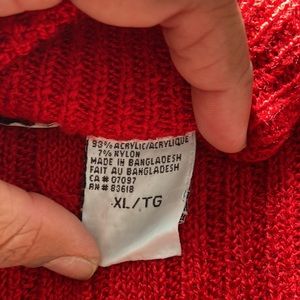 93% ACRYLIC/ACRYLIQUE
7% NYLON
MADE IN BANGLADESH
FAIT AU BANGLADESH
CA# 07097
RN# 83618
XL/TG